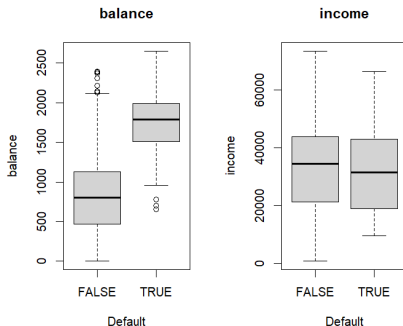 balance
balance
2500
2000
1500
1000
500
0
FALSE
TRUE
Default
income
income
60000
40000
20000
0
FALSE
TRUE
Default